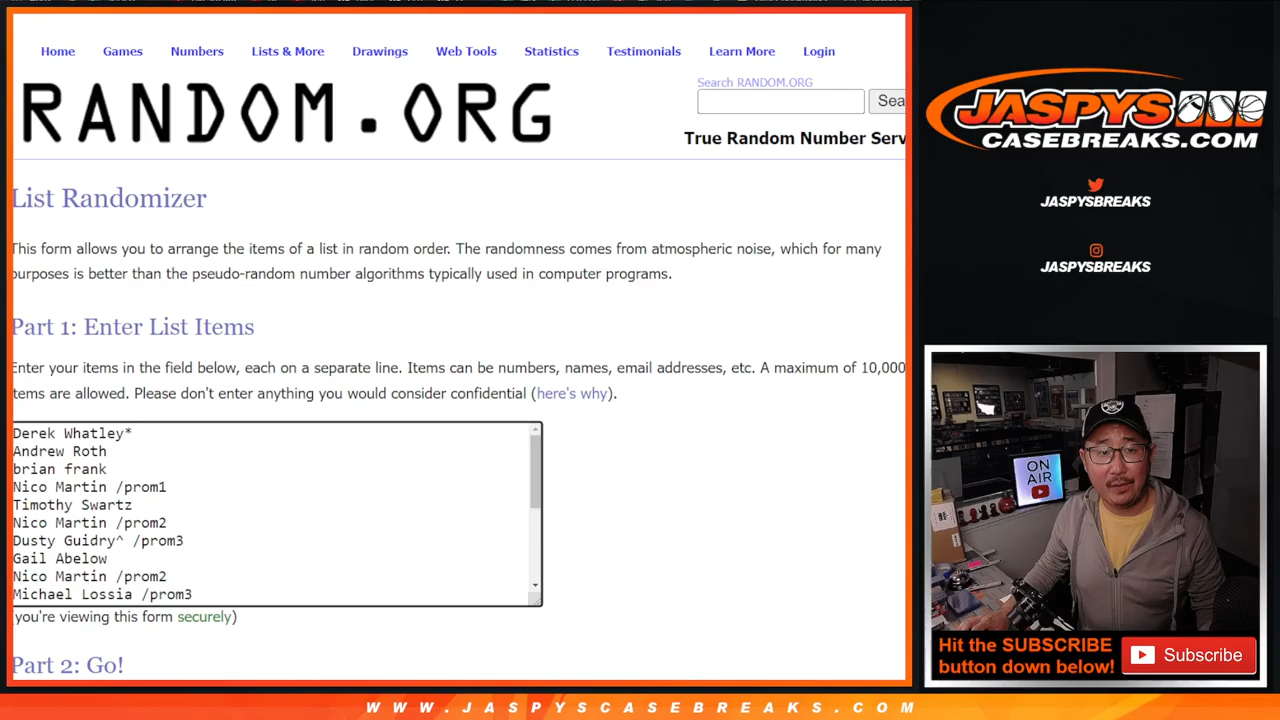 Home Games Numbers Lists & More Drawings Web Tools Statistics Testimonials Learn More Login
RANDOM.ORG
Search RANDOM.ORG
Sea
True Random Number Serv
List Randomizer
This form allows you to arrange the items of a list in random order. The randomness comes from atmospheric noise, which for many
purposes is better than the pseudo-random number algorithms typically used in computer programs.
Part 1: Enter List Items
Enter your items in the field below, each on a separate line. Items can be numbers, names, email addresses, etc. A maximum of 10,000
items are allowed. Please don't enter anything you would consider confidential (here's why).
Derek Whatley*
Andrew Roth
brian frank
Nico Martin /prom1
Timothy Swartz
Nico Martin /prom2
Dusty Guidry^ /prom3
Gail Abelow
Nico Martin /prom2
Michael Lossia /prom3
(you're viewing this form securely)
Part 2: Go!
JASPYS
CASEBREAKS.COM
JASPYSBREAKS
JASPYSBREAKS
ON
AIR
Hit the SUBSCRIBE
button down below!
Subscribe
WWW.JASPYSCASEBREAKS.COM